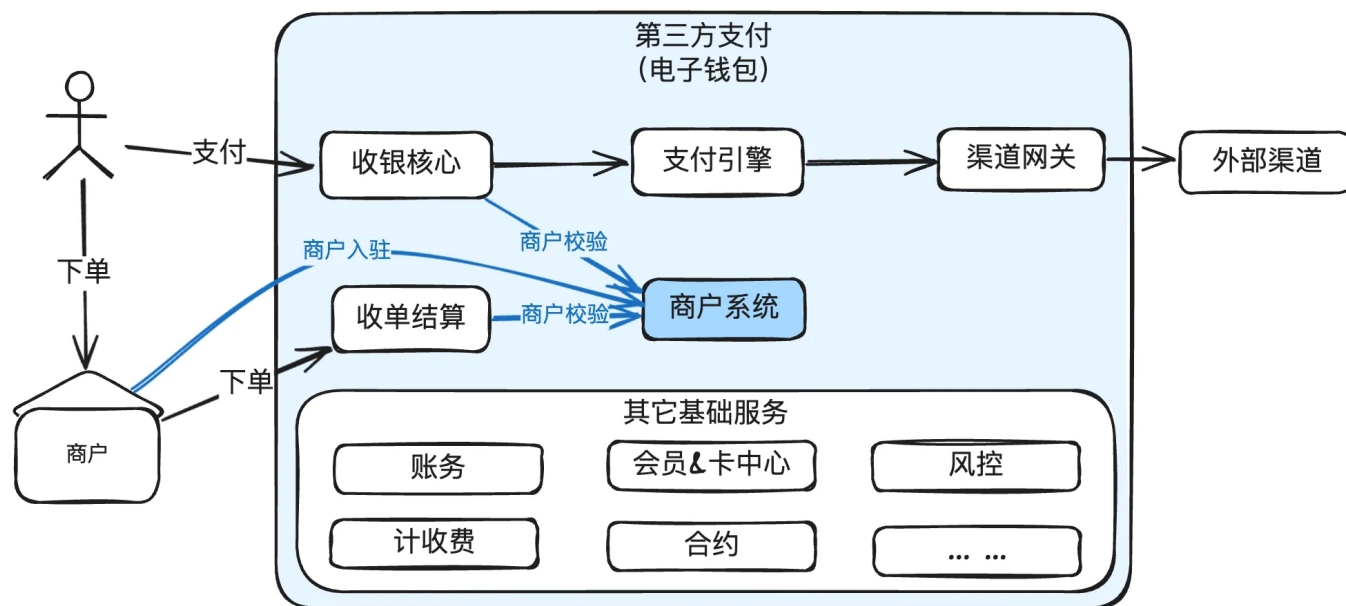 第三方支付
(电子钱包)
支付
收银核心
支付引擎
渠道网关
外部渠道
商户入驻
商户校验
下单
收单结算
商户校验
商户系统
下单
商户
其它基础服务
账务
会员&卡中心
风控
计收费
合约
... ...